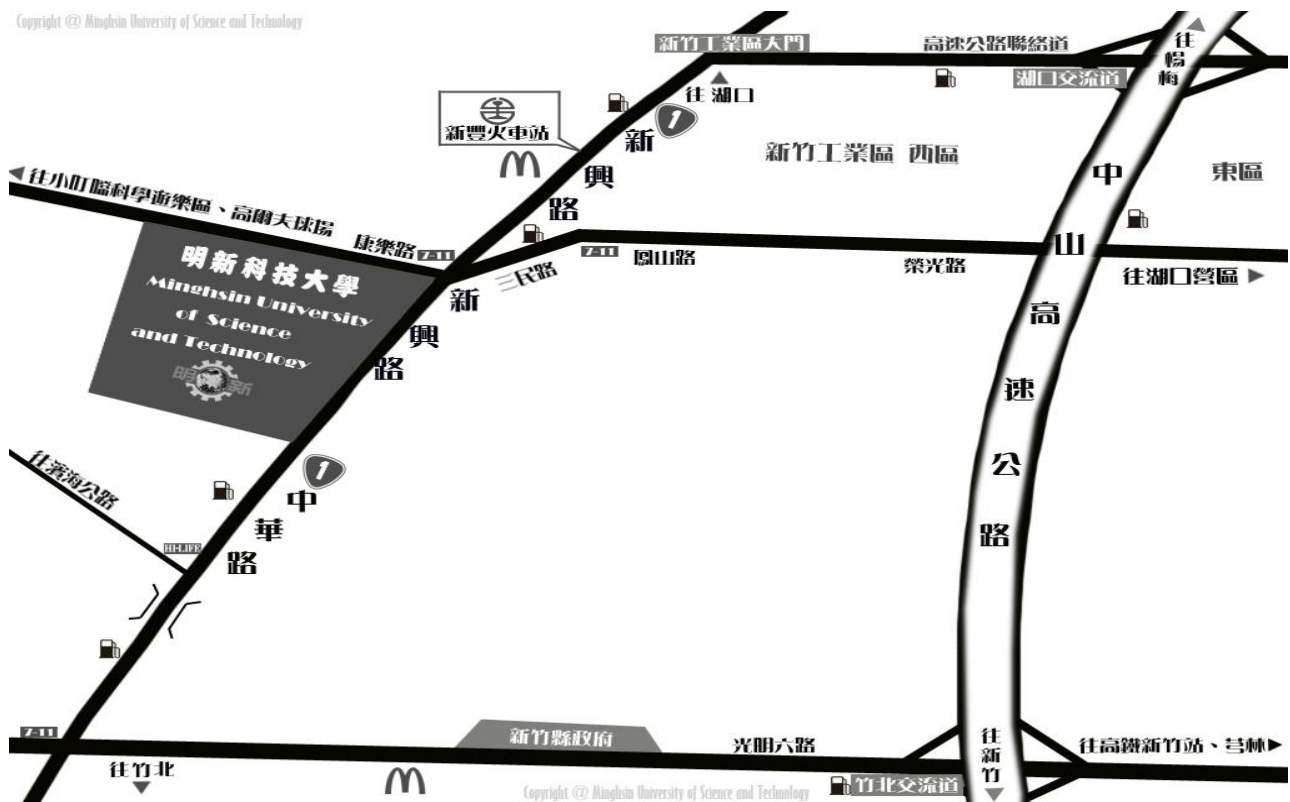 Copyright @ Minghsin University of Science and Technology
新竹工業區大門
高速公路聯絡道
往楊梅
湖口交流道
往湖口
新豐火車站
1
新興路
新竹工業區 西區
東區
往小叮噹科學遊樂區、高爾夫球場
康樂路
7-11
三民路
7-11
鳳山路
榮光路
往湖口營區
明新科技大學
Minghsin University
of Science
and Technology
明新
新興路
中山高速公路
1
中華路
往濱海公路
HI-LIFE
7-11
往竹北
新竹縣政府
光明六路
往新竹
往高鐵新竹站、芎林
竹北交流道
Copyright @ Minghsin University of Science and Technology